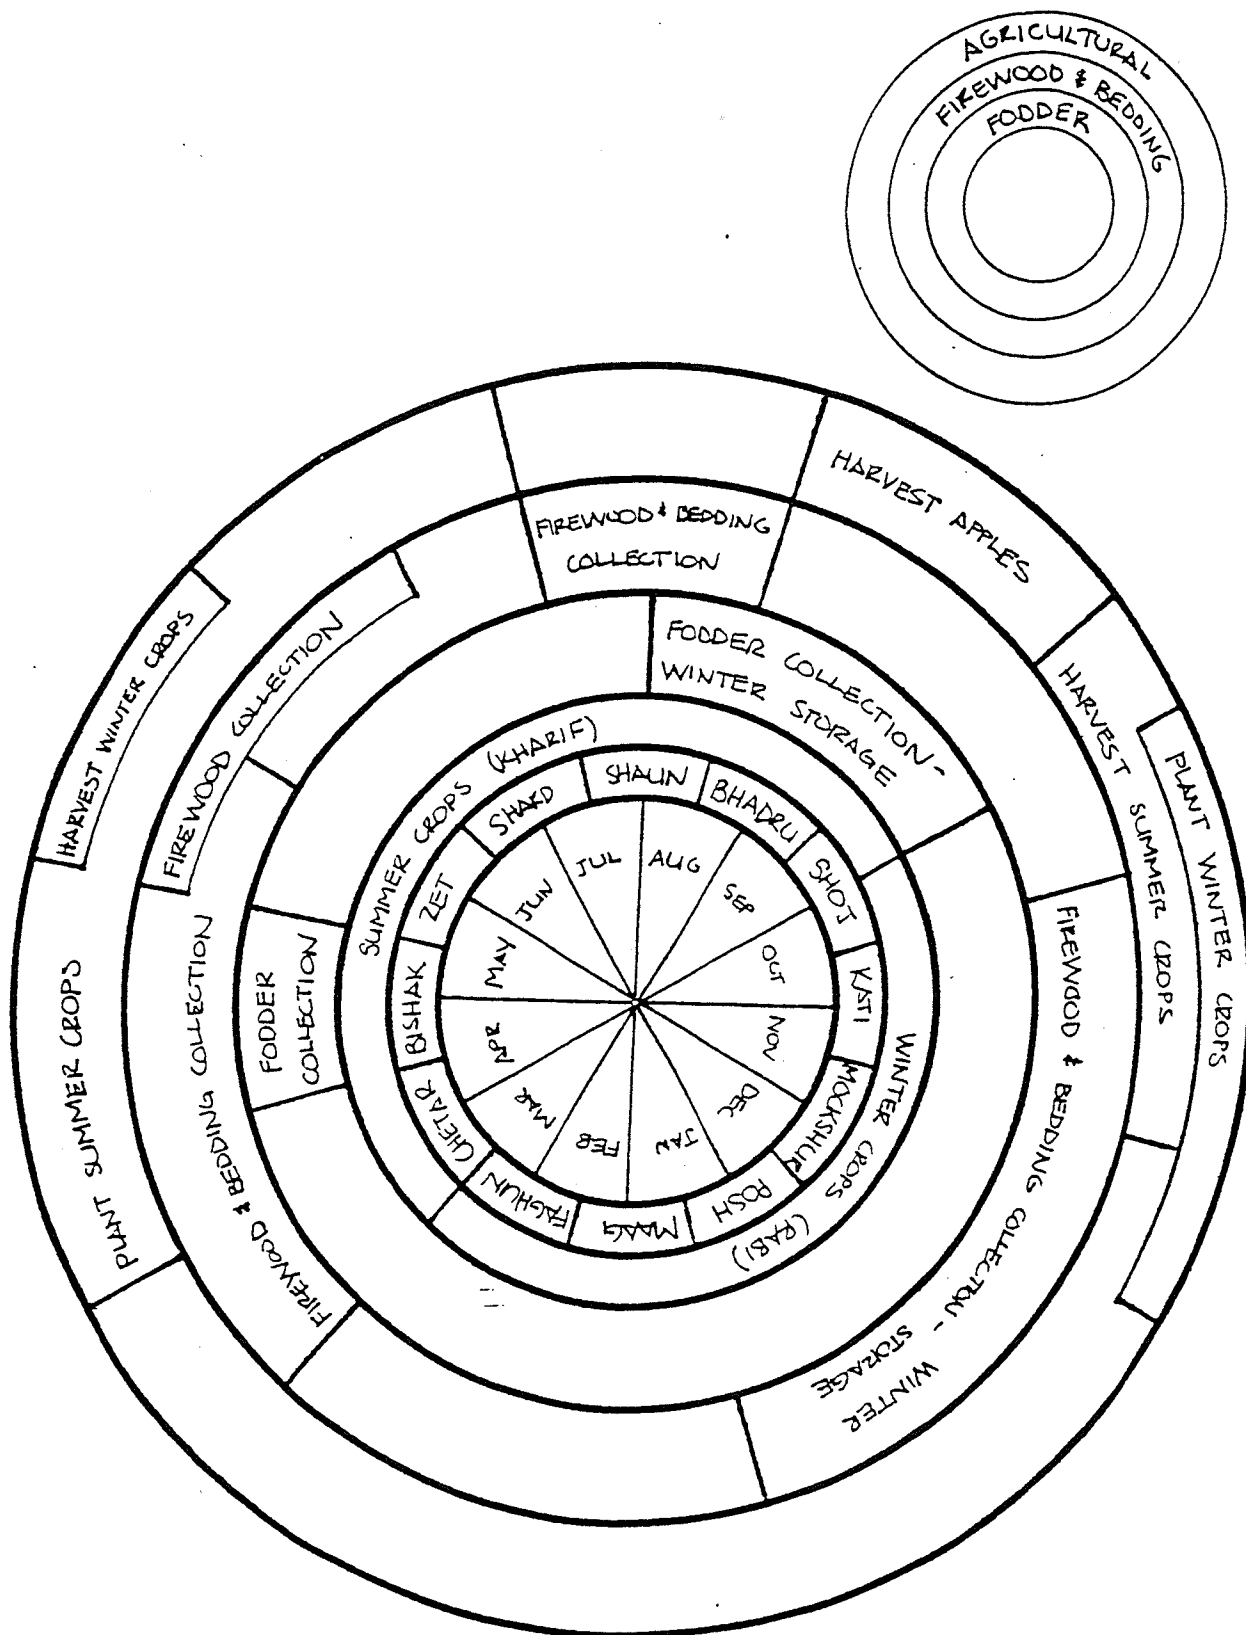 AGRICULTURAL
FIREWOOD & BEDDING
FODDER
HARVEST APPLES
HARVEST SUMMER CROPS
PLANT WINTER CROPS
HARVEST WINTER CROPS
PLANT SUMMER CROPS
FIREWOOD & BEDDING
COLLECTION
FIREWOOD & BEDDING COLLECTION -
WINTER STORAGE
FIREWOOD & BEDDING COLLECTION
FIREWOOD COLLECTION
FODDER COLLECTION -
WINTER STORAGE
FODDER
COLLECTION
SUMMER CROPS (KHARIF)
WINTER CROPS (RABI)
SHAUN
BHADRU
SHOJ
KATI
MOCKSHUR
POSH
MAAG
FAGHUN
CHETAR
BISHAK
ZET
SHARD
JUL
AUG
SEP
OCT
NOV
DEC
JAN
FEB
MAR
APR
MAY
JUN